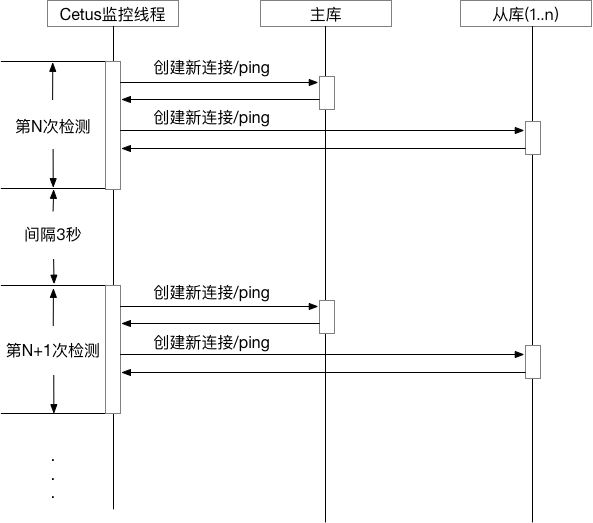 Cetus监控线程
主库
从库(1..n)
创建新连接/ping
创建新连接/ping
第N次检测
间隔3秒
创建新连接/ping
创建新连接/ping
第N+1次检测
.
.
.